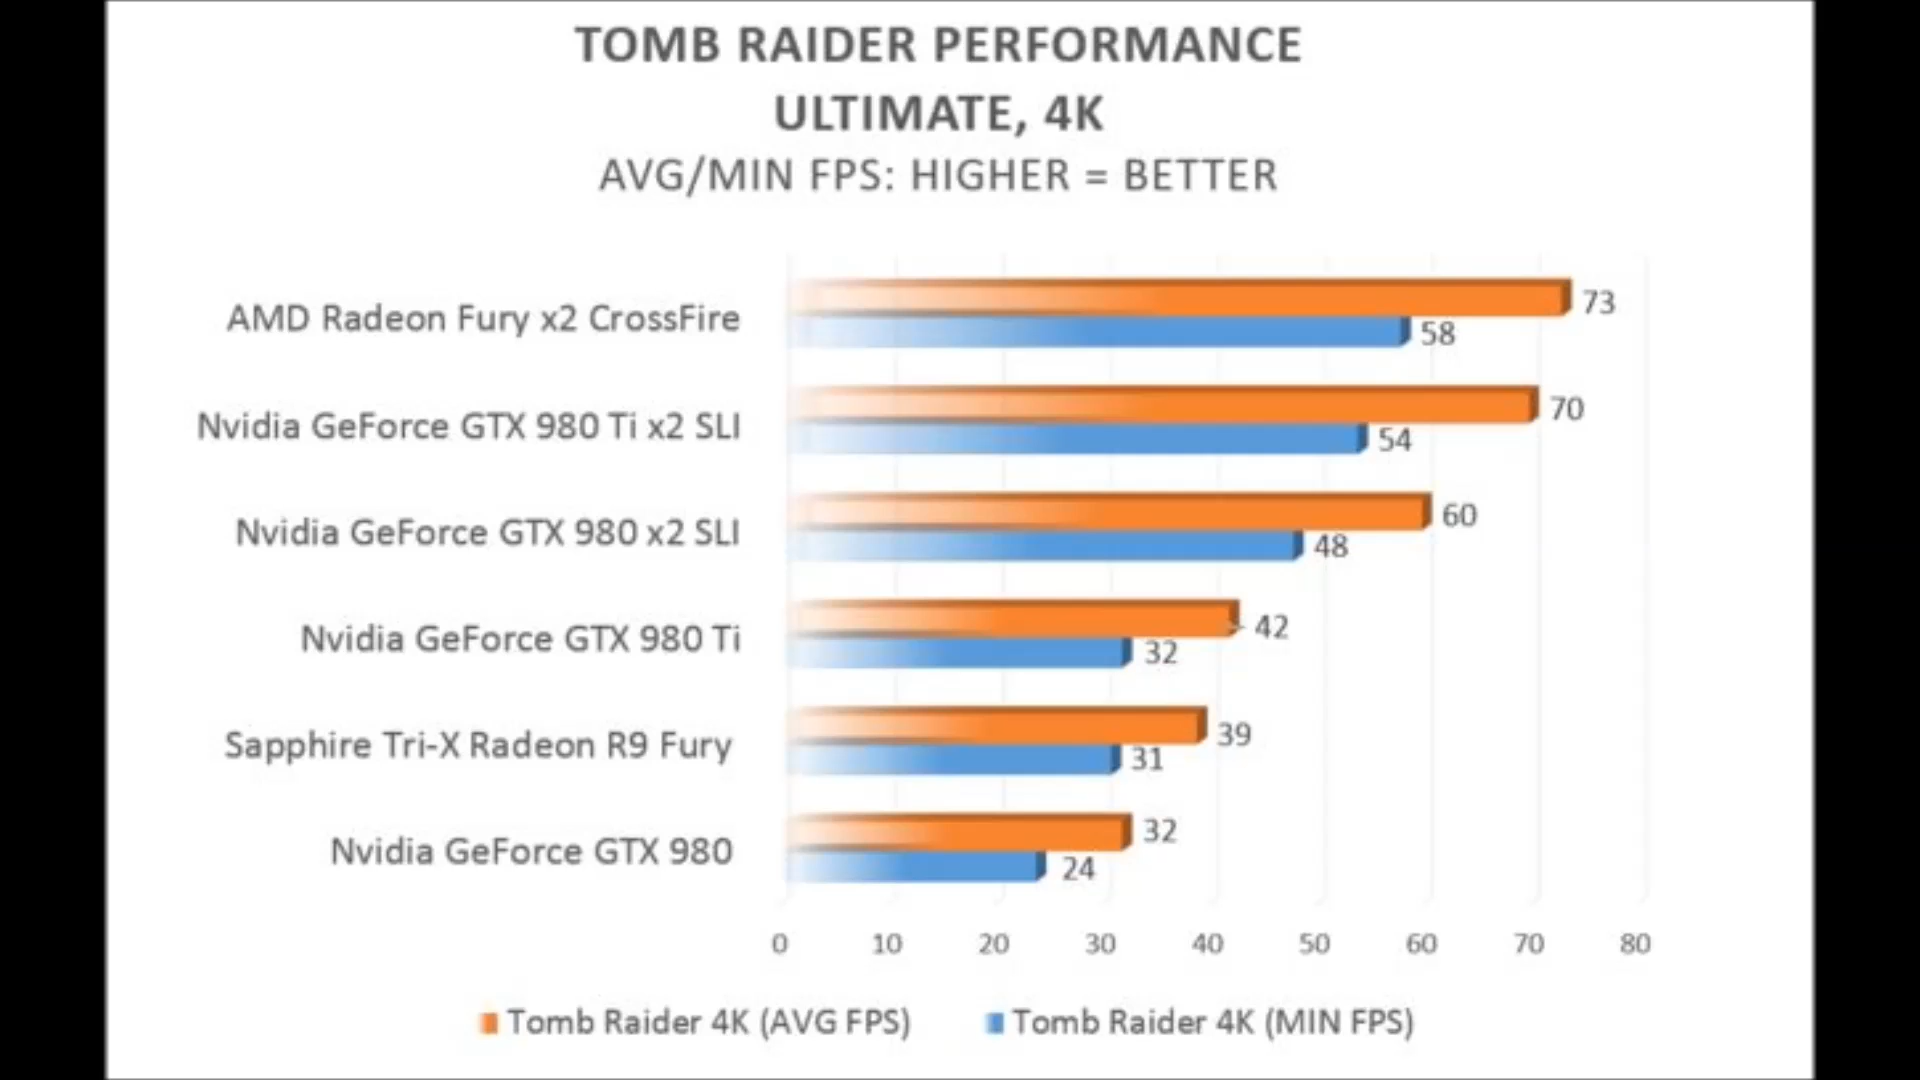 TOMB RAIDER PERFORMANCE
ULTIMATE, 4K
AVG/MIN FPS: HIGHER = BETTER
AMD Radeon Fury x2 CrossFire
73
58
Nvidia GeForce GTX 980 Ti x2 SLI
70
54
Nvidia GeForce GTX 980 x2 SLI
60
48
Nvidia GeForce GTX 980 Ti
42
32
Sapphire Tri-X Radeon R9 Fury
39
31
Nvidia GeForce GTX 980
32
24
0 10 20 30 40 50 60 70 80
Tomb Raider 4K (AVG FPS) Tomb Raider 4K (MIN FPS)